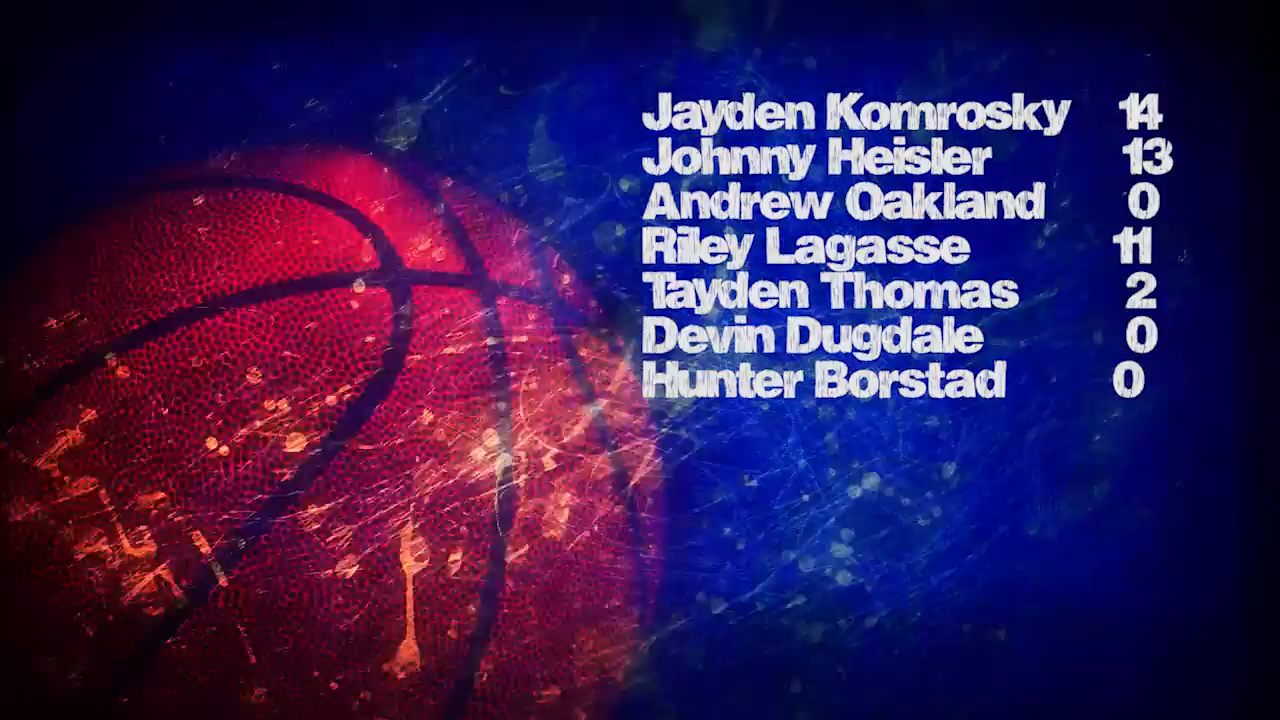 Jayden Komrosky 14
Johnny Heisler 13
Andrew Oakland 0
Riley Lagasse 11
Tayden Thomas 2
Devin Dugdale 0
Hunter Borstad 0